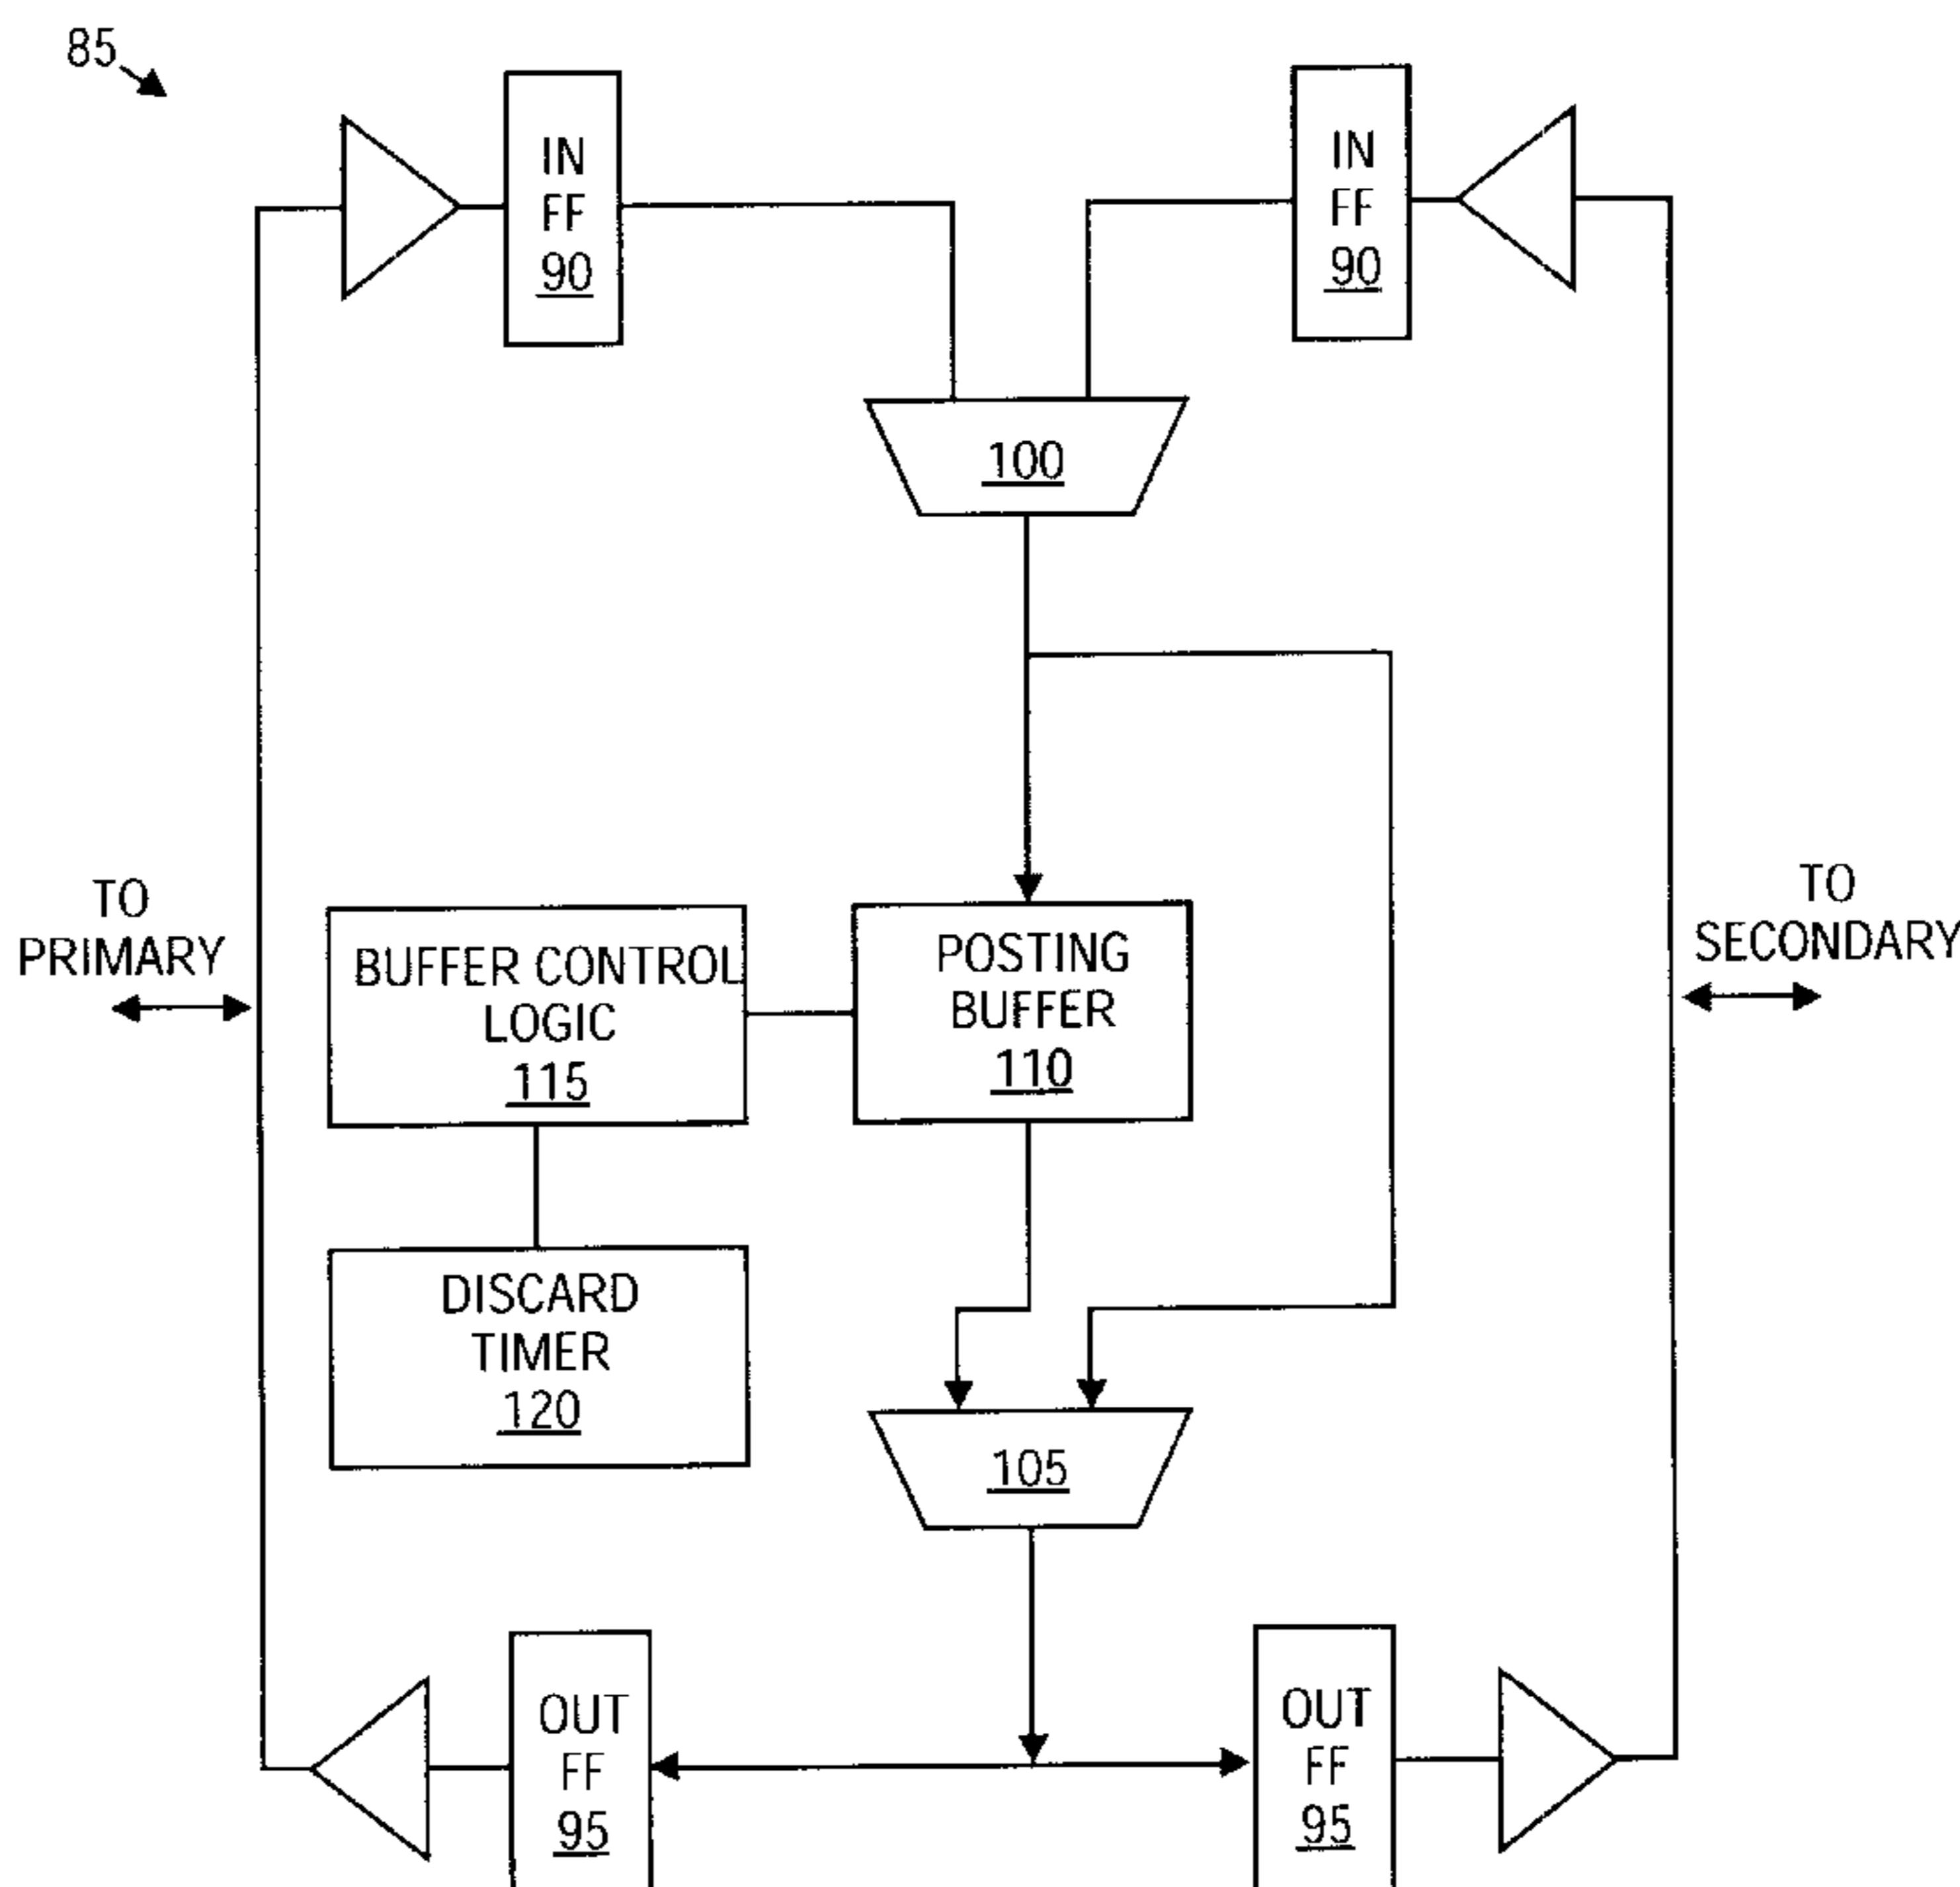 85
IN
FF
90
IN
FF
90
100
TO
PRIMARY
BUFFER CONTROL
LOGIC
115
POSTING
BUFFER
110
TO
SECONDARY
DISCARD
TIMER
120
105
OUT
FF
95
OUT
FF
95